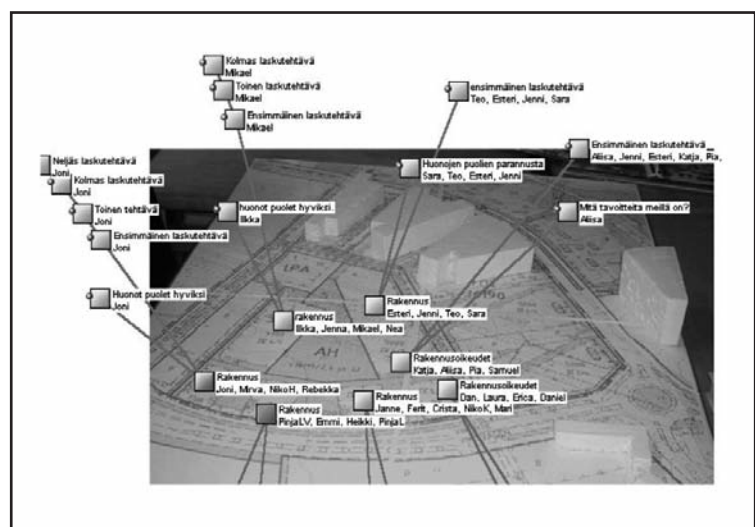 Kolmas laskutehtävä
Mikael
Toinen laskutehtävä
Mikael
Ensimmäinen laskutehtävä
Mikael
ensimmäinen laskutehtävä
Teo, Esteri, Jenni, Sara
Ensimmäinen laskutehtävä
Aliisa, Jenni, Esteri, Katja, Pia,
Huonojen puolien parannusta
Sara, Teo, Esteri, Jenni
Neljäs laskutehtävä
Joni
Kolmas laskutehtävä
Joni
Toinen tehtävä
Joni
Ensimmäinen laskutehtävä
Joni
huonot puolet hyviksi..
Ilkka
Mitä tavoitteita meillä on?
Aliisa
Huonot puolet hyviksi
Joni
LPA
AH
Rakennus
Esteri, Jenni, Teo, Sara
rakennus
Ilkka, Jenna, Mikael, Nea
Rakennusoikeudet
Katja, Aliisa, Pia, Samuel
Rakennus
Joni, Mirva, NikoH, Rebekka
Rakennusoikeudet
Dan, Laura, Erica, Daniel
Rakennus
Janne, Ferit, Crista, NikoK, Mari
Rakennus
PinjaLV, Emmi, Heikki, PinjaL